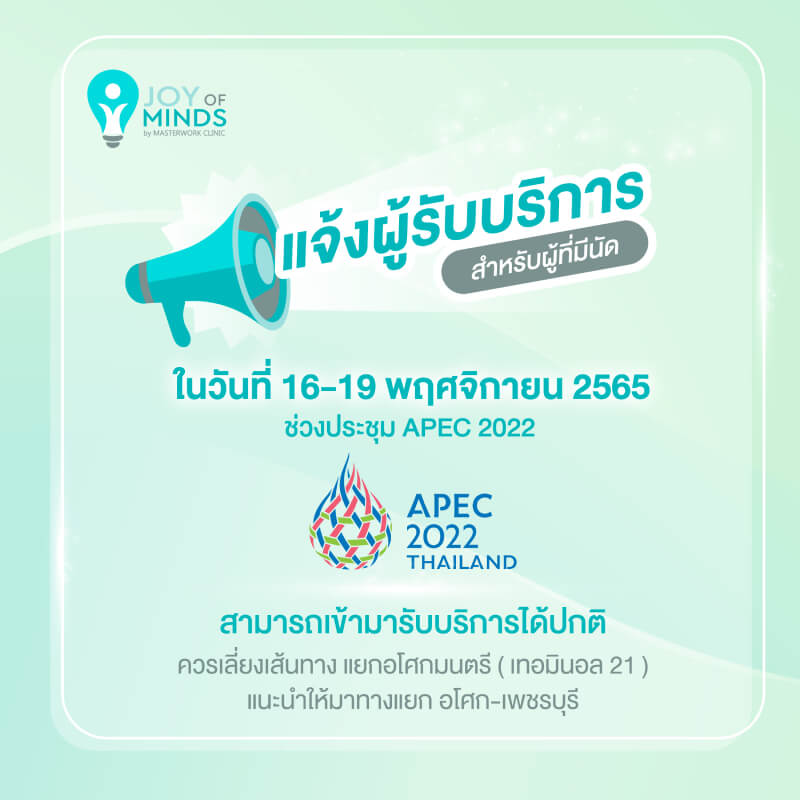 JOY OF
MINDS
by MASTERWORK CLINIC
แจ้งผู้รับบริการ
สำหรับผู้ที่มีนัด
ในวันที่ 16-19 พฤศจิกายน 2565
ช่วงประชุม APEC 2022
APEC
2022
THAILAND
สามารถเข้ามารับบริการได้ปกติ
ควรเลี่ยงเส้นทาง แยกอโศกมนตรี ( เทอมินอล 21 )
แนะนำให้มาทางแยก อโศก-เพชรบุรี